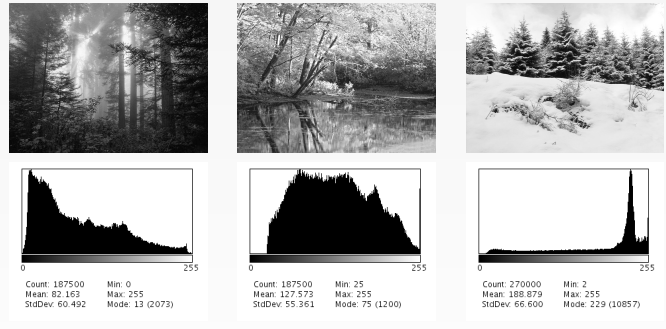 0 255
Count: 187500 Min: 0
Mean: 82.163 Max: 255
StdDev: 60.492 Mode: 13 (2073)
0 255
Count: 187500 Min: 25
Mean: 127.573 Max: 255
StdDev: 55.361 Mode: 75 (1200)
0 255
Count: 270000 Min: 2
Mean: 188.879 Max: 255
StdDev: 66.600 Mode: 229 (10857)